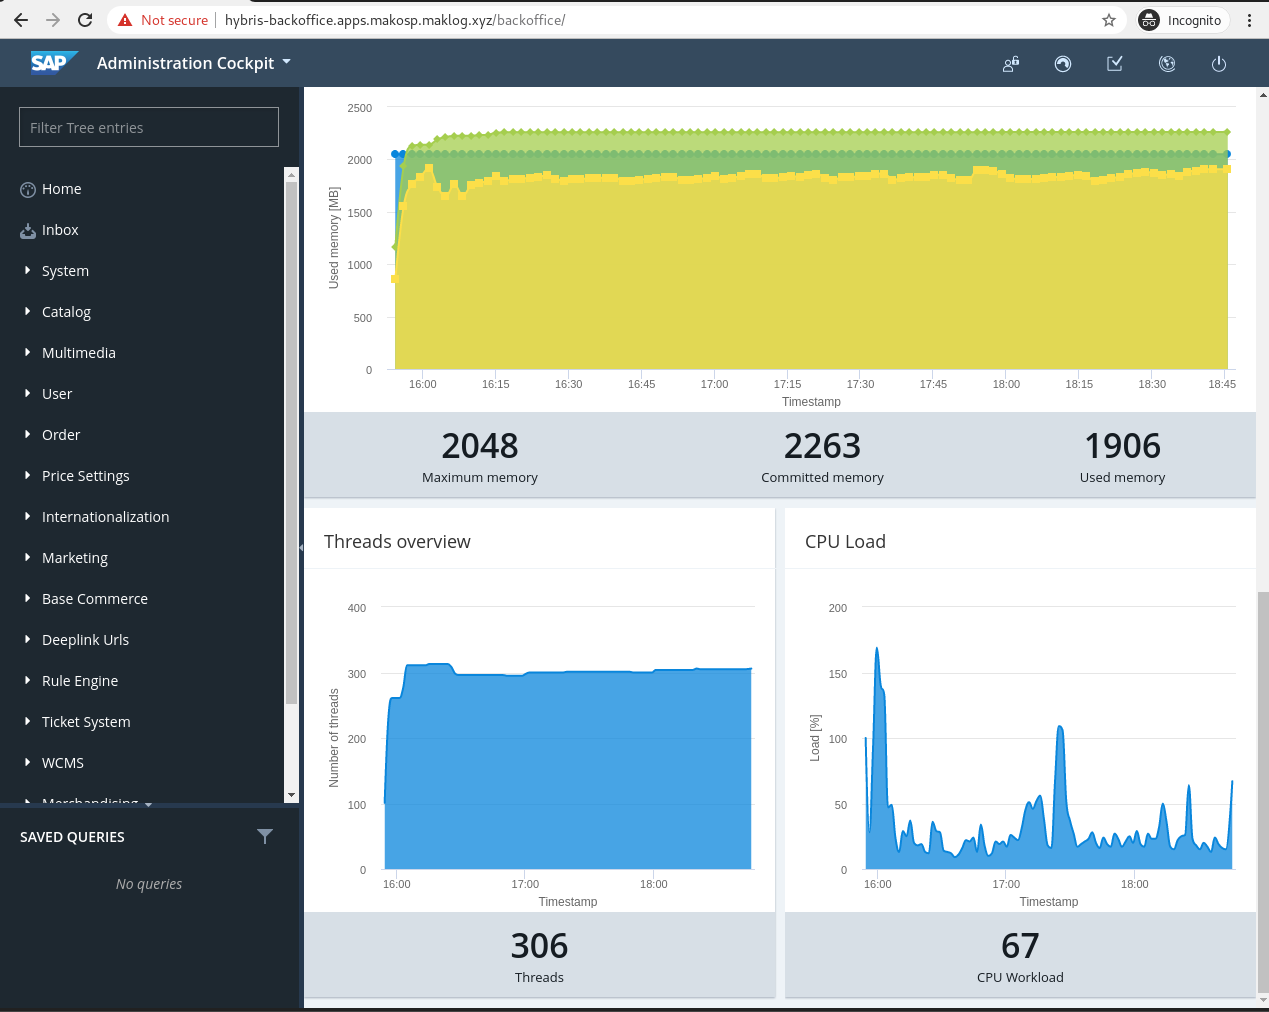 Not secure
hybris-backoffice.apps.makosp.maklog.xyz/backoffice/
Incognito
SAP
Administration Cockpit
Filter Tree entries
Home
Inbox
System
Catalog
Multimedia
User
Order
Price Settings
Internationalization
Marketing
Base Commerce
Deeplink Urls
Rule Engine
Ticket System
WCMS
Merchandising
SAVED QUERIES
No queries
Used memory [MB]
2500
2000
1500
1000
500
0
16:00 16:15 16:30 16:45 17:00 17:15 17:30 17:45 18:00 18:15 18:30 18:45
Timestamp
2048 2263 1906
Maximum memory Committed memory Used memory
Threads overview
Number of threads
400
300
200
100
0
16:00 17:00 18:00
Timestamp
306
Threads
CPU Load
Load [%]
200
150
100
50
0
16:00 17:00 18:00
Timestamp
67
CPU Workload